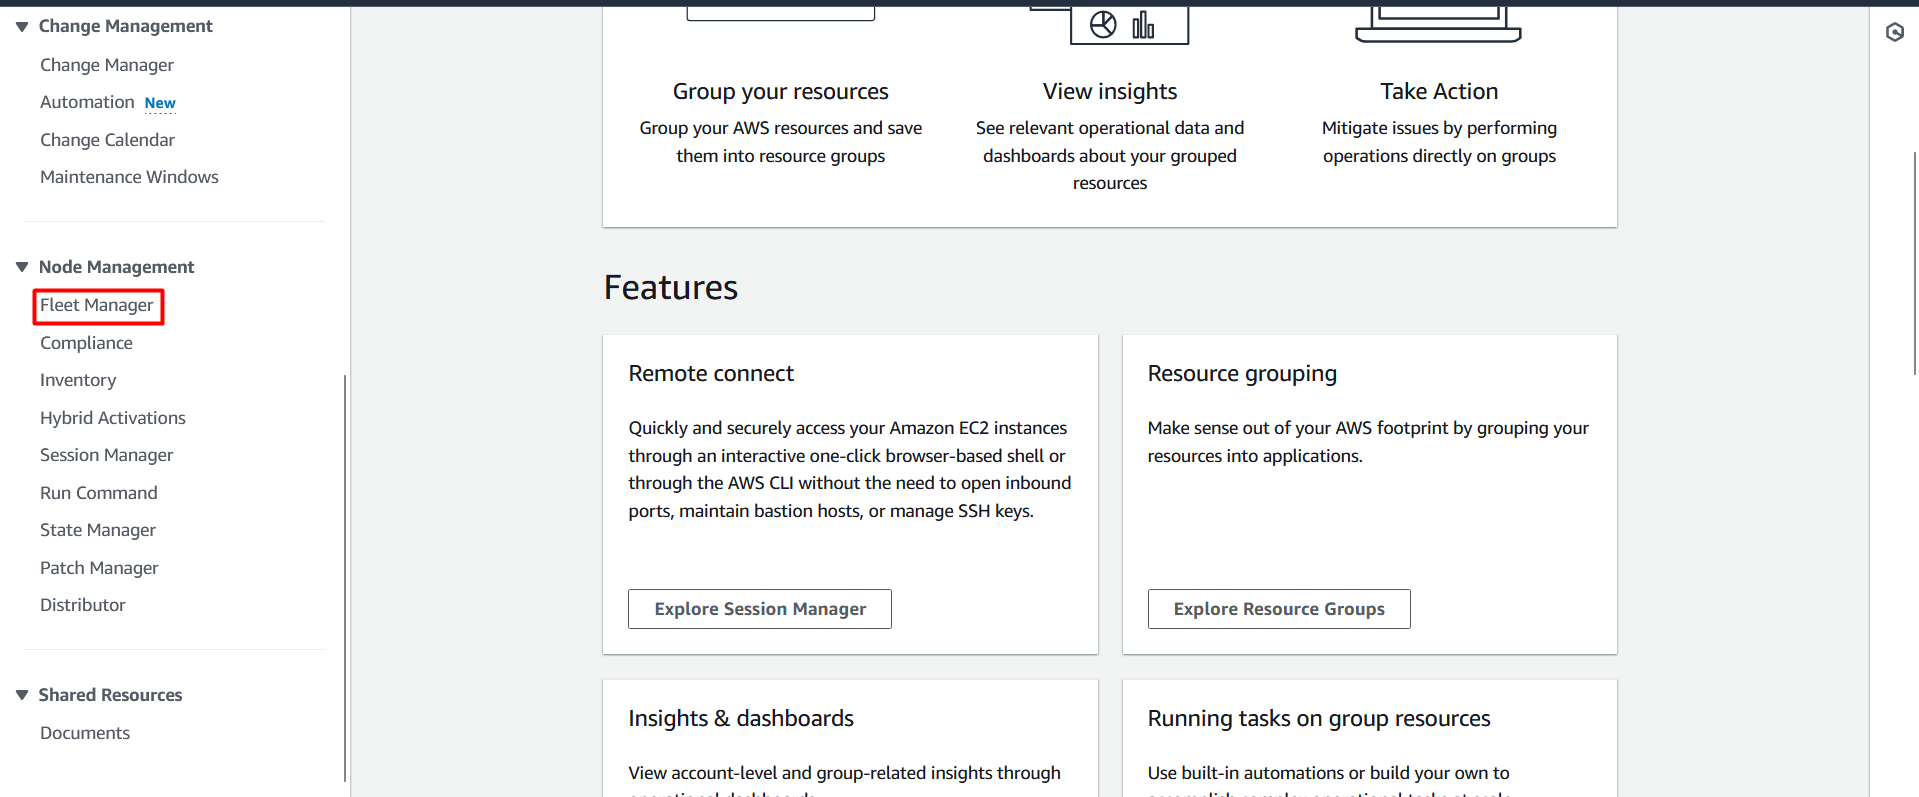 Change Management
Change Manager
Automation New
Change Calendar
Maintenance Windows
Node Management
Fleet Manager
Compliance
Inventory
Hybrid Activations
Session Manager
Run Command
State Manager
Patch Manager
Distributor
Shared Resources
Documents
Group your resources
Group your AWS resources and save
them into resource groups
View insights
See relevant operational data and
dashboards about your grouped
resources
Take Action
Mitigate issues by performing
operations directly on groups
Features
Remote connect
Quickly and securely access your Amazon EC2 instances
through an interactive one-click browser-based shell or
through the AWS CLI without the need to open inbound
ports, maintain bastion hosts, or manage SSH keys.
Explore Session Manager
Resource grouping
Make sense out of your AWS footprint by grouping your
resources into applications.
Explore Resource Groups
Insights & dashboards
View account-level and group-related insights through
Running tasks on group resources
Use built-in automations or build your own to